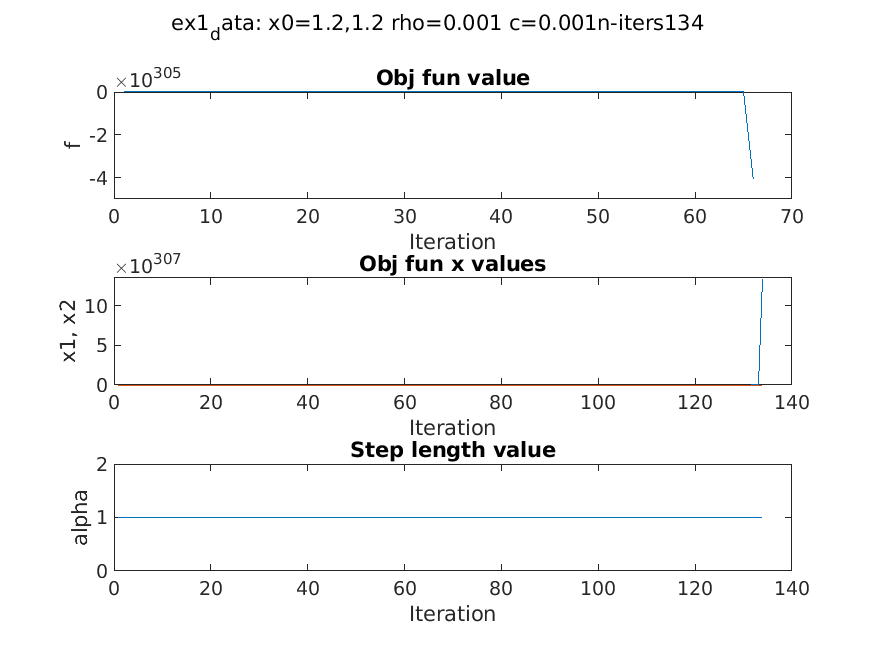 ex1_data: x0=1.2,1.2 rho=0.001 c=0.001n-iters134
×10^305
Obj fun value
0
-2
-4
f
0 10 20 30 40 50 60 70
Iteration
×10^307
Obj fun x values
10
5
0
x1, x2
0 20 40 60 80 100 120 140
Iteration
Step length value
2
1
0
alpha
0 20 40 60 80 100 120 140
Iteration